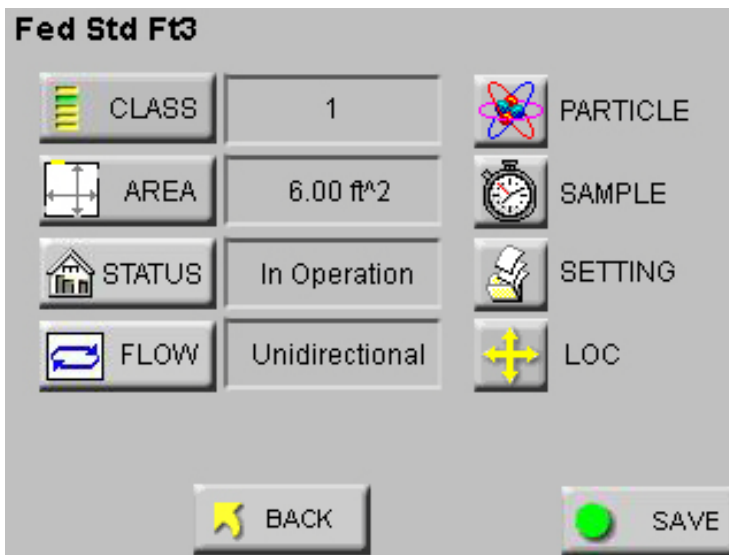 Fed Std Ft3
CLASS 1 PARTICLE
AREA 6.00 ft^2 SAMPLE
STATUS In Operation SETTING
FLOW Unidirectional LOC
BACK SAVE